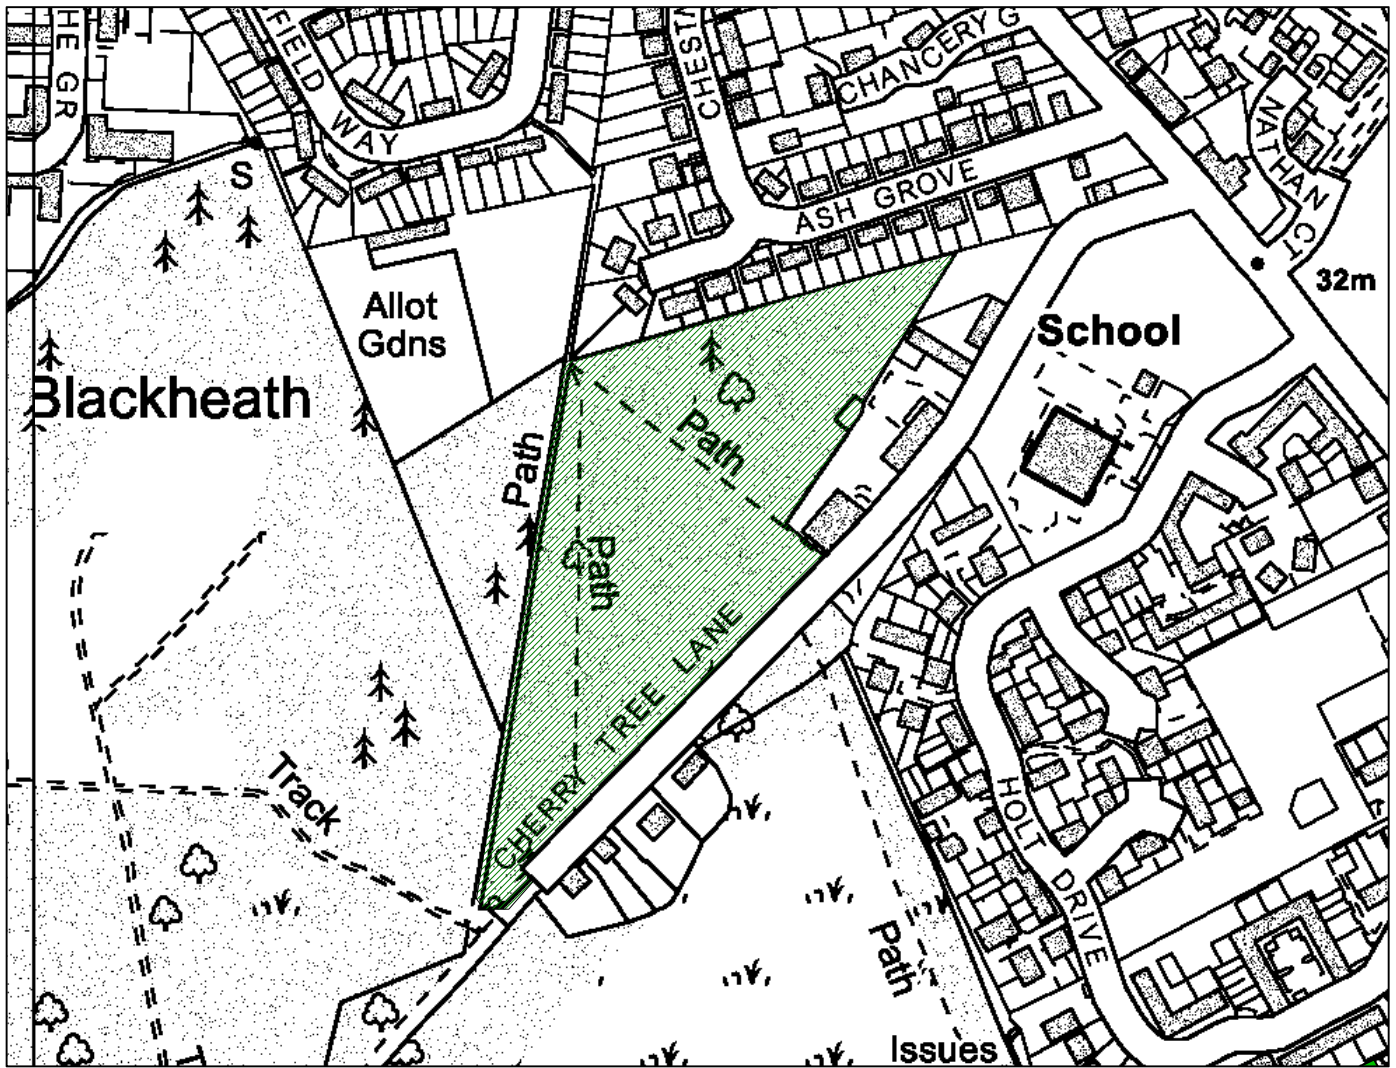 HE GR
FIELD
WAY
CHEST
CHANCERY G
NATHAN CT
S
ASH GROVE
32m
Allot
Gdns
School
Blackheath
Path
Path
Path
CHERRY TREE LANE
Track
HOLT DRIVE
Path
T
Issues